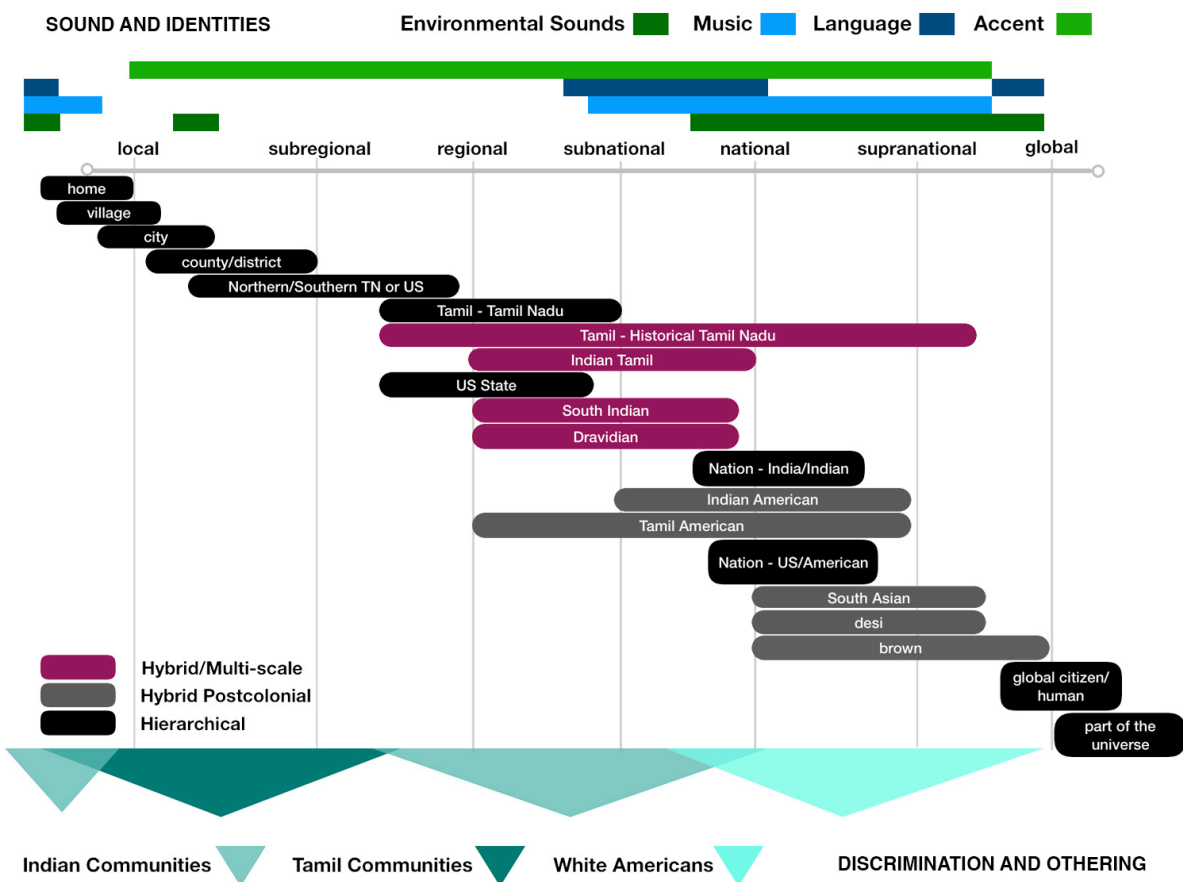 SOUND AND IDENTITIES
Environmental Sounds
Music
Language
Accent
local
subregional
regional
subnational
national
supranational
global
home
village
city
county/district
Northern/Southern TN or US
Tamil - Tamil Nadu
Tamil - Historical Tamil Nadu
Indian Tamil
US State
South Indian
Dravidian
Nation - India/Indian
Indian American
Tamil American
Nation - US/American
South Asian
desi
brown
Hybrid/Multi-scale
Hybrid Postcolonial
Hierarchical
global citizen/
human
part of the
universe
Indian Communities
Tamil Communities
White Americans
DISCRIMINATION AND OTHERING